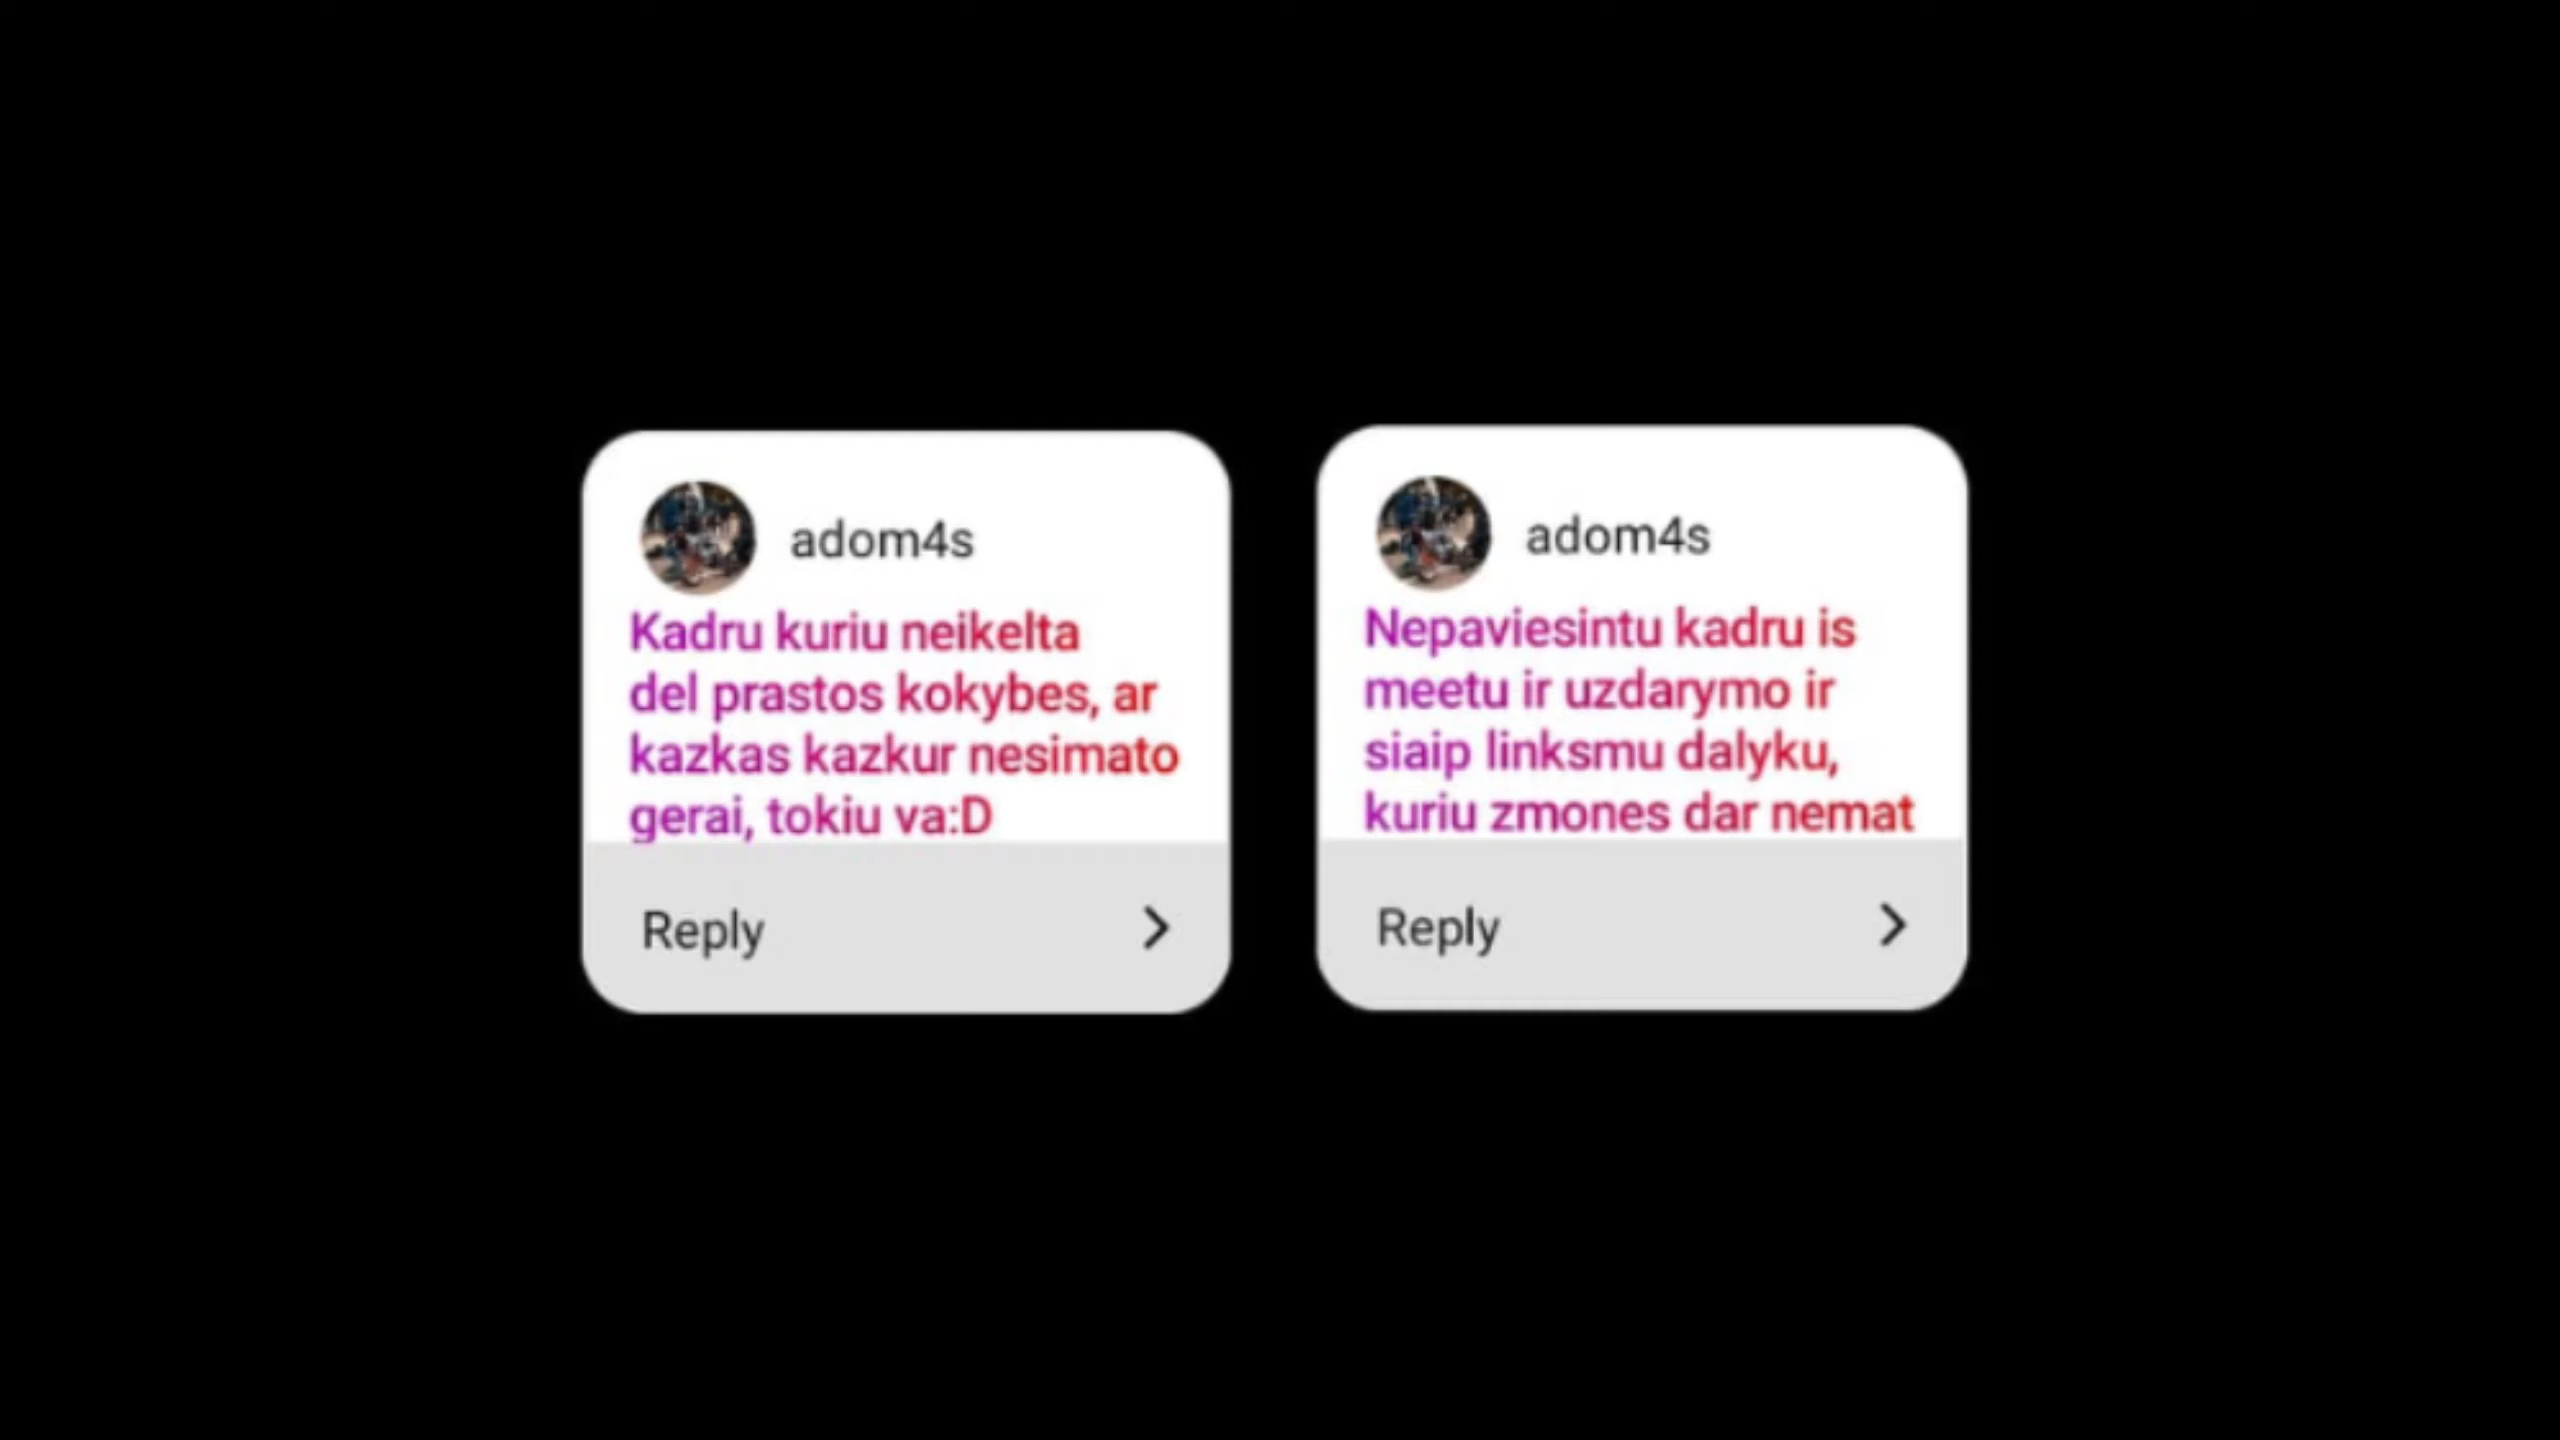 adom4s
Kadru kuriu neikelta
del prastos kokybes, ar
kazkas kazkur nesimato
gerai, tokiu va:D
Reply
adom4s
Nepaviesintu kadru is
meetu ir uzdarymo ir
siaip linksmu dalyku,
kuriu zmones dar nemat
Reply